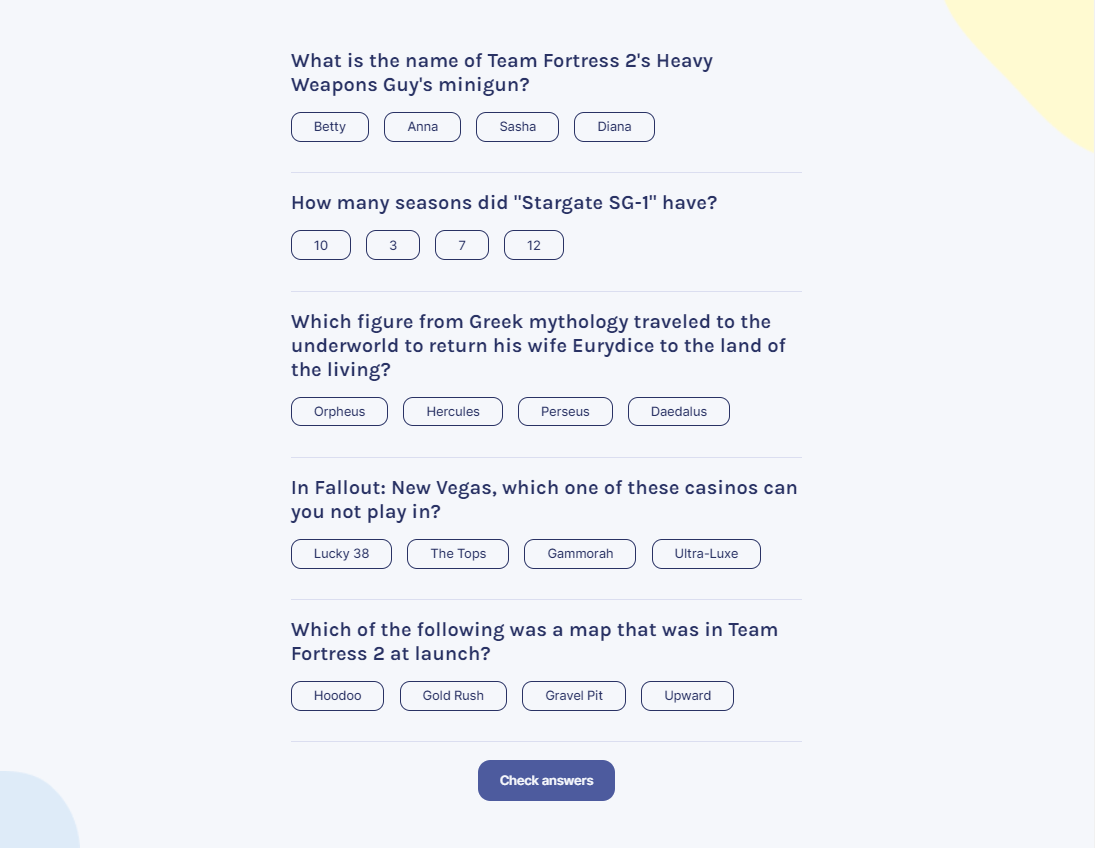 What is the name of Team Fortress 2's Heavy
Weapons Guy's minigun?
Betty Anna Sasha Diana
How many seasons did "Stargate SG-1" have?
10 3 7 12
Which figure from Greek mythology traveled to the
underworld to return his wife Eurydice to the land of
the living?
Orpheus Hercules Perseus Daedalus
In Fallout: New Vegas, which one of these casinos can
you not play in?
Lucky 38 The Tops Gammorah Ultra-Luxe
Which of the following was a map that was in Team
Fortress 2 at launch?
Hoodoo Gold Rush Gravel Pit Upward
Check answers